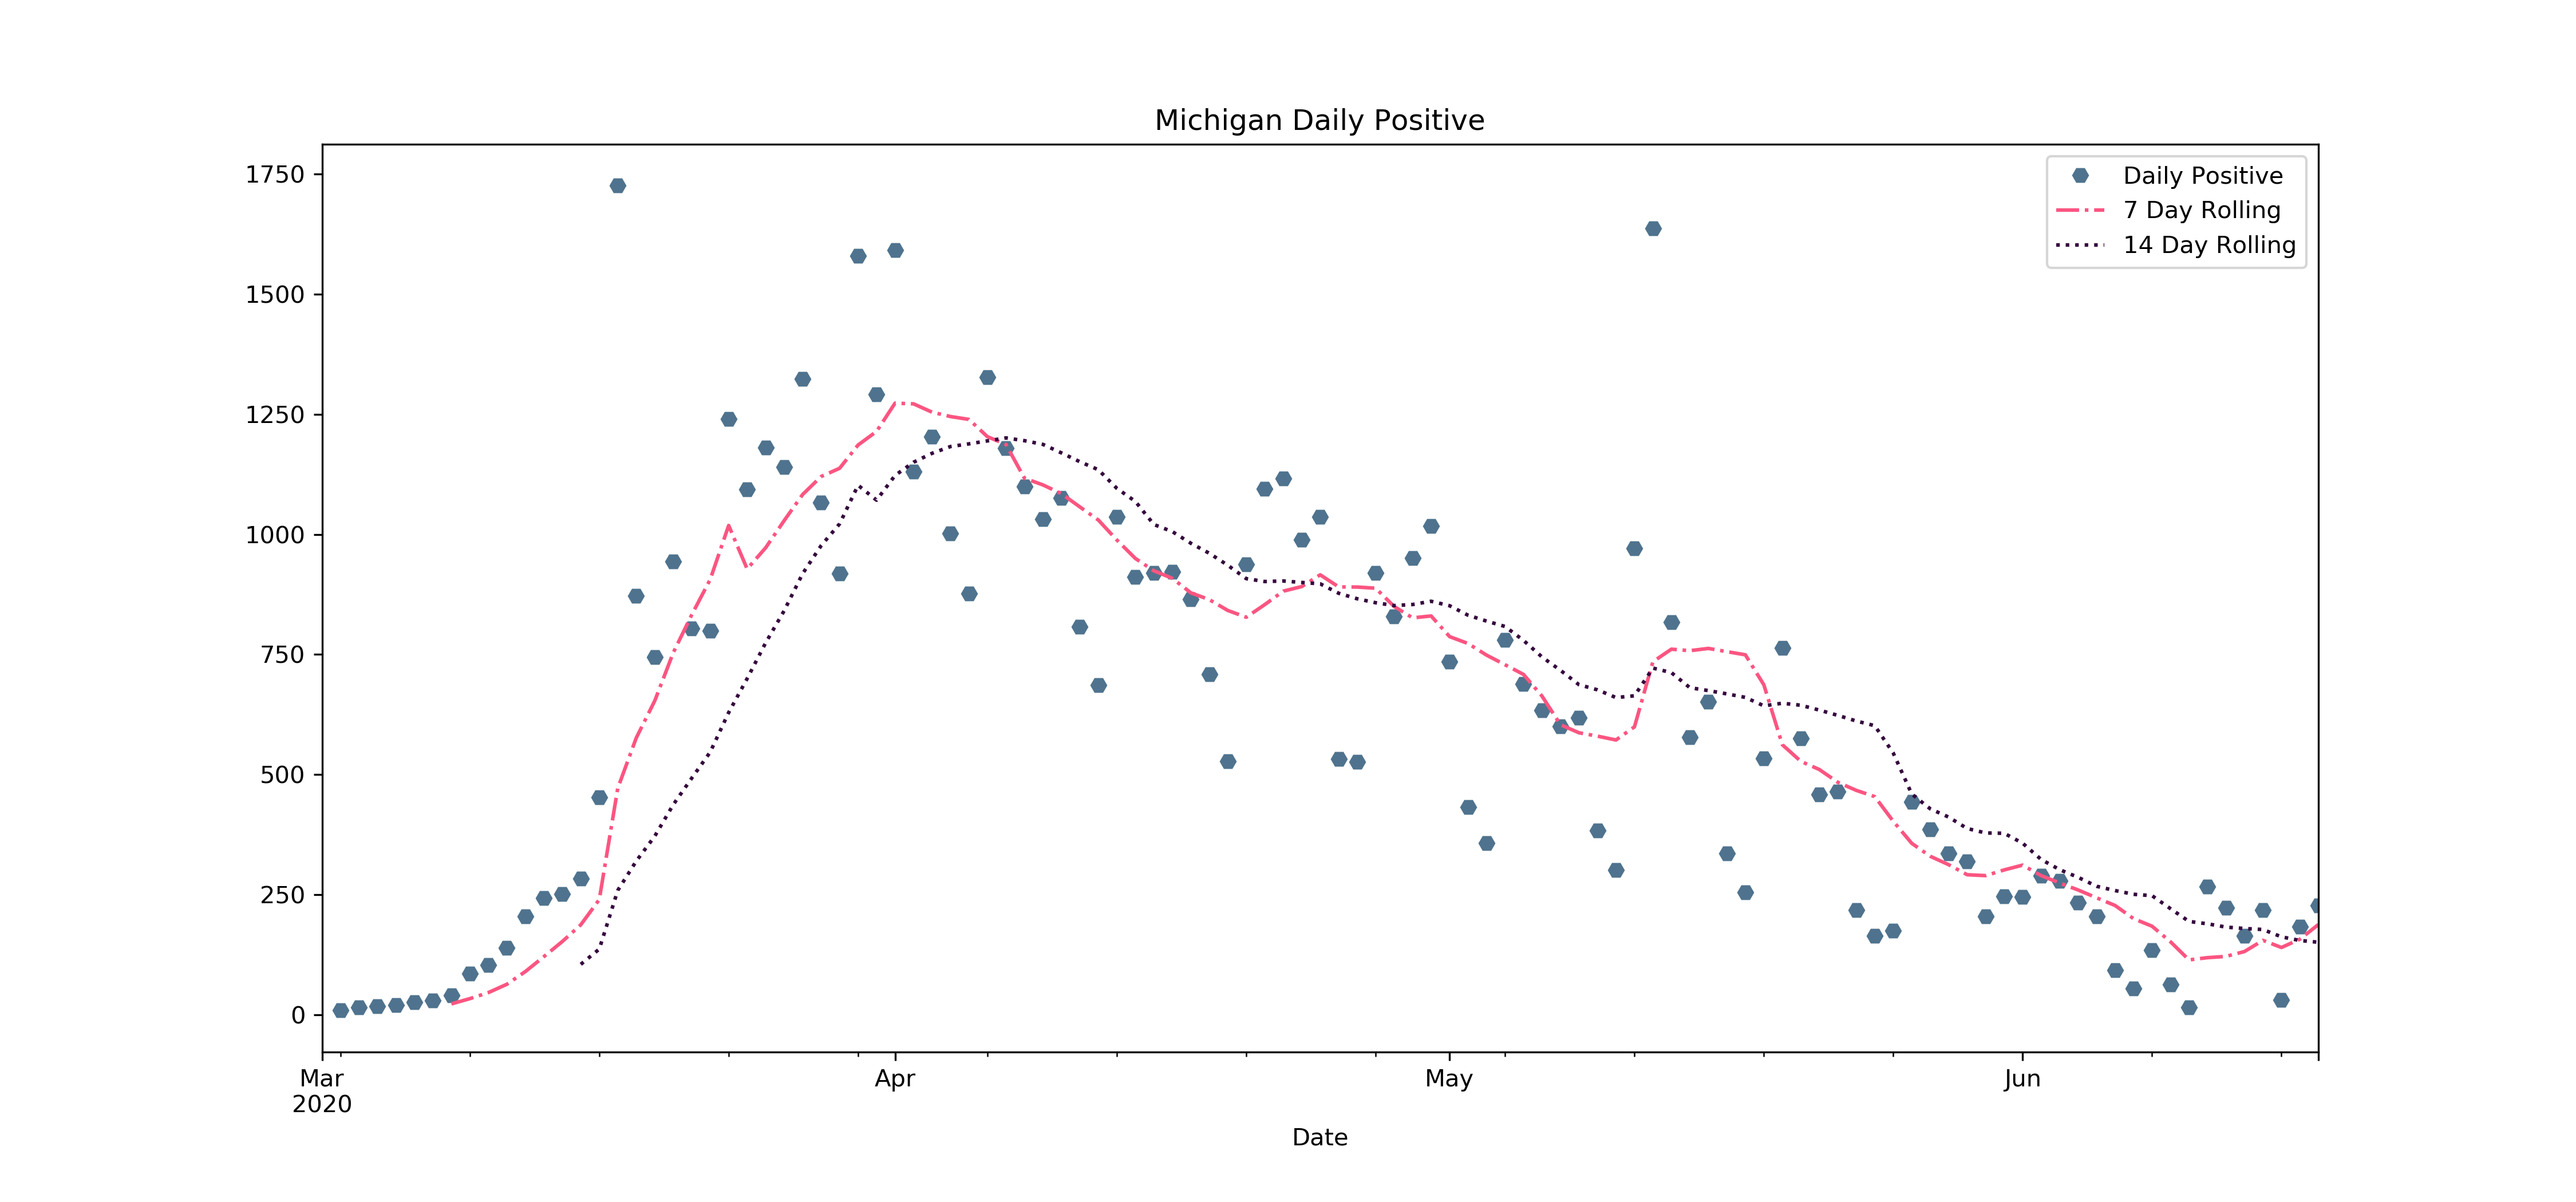 Michigan Daily Positive
1750
1500
1250
1000
750
500
250
0
Daily Positive
7 Day Rolling
14 Day Rolling
Mar
2020
Apr
May
Jun
Date